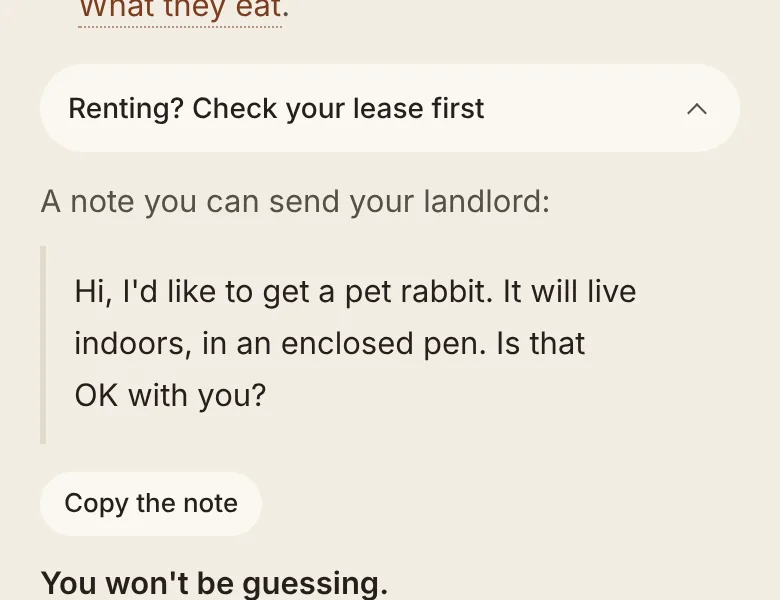 What they eat.
Renting? Check your lease first
A note you can send your landlord:
Hi, I'd like to get a pet rabbit. It will live
indoors, in an enclosed pen. Is that
OK with you?
Copy the note
You won't be guessing.